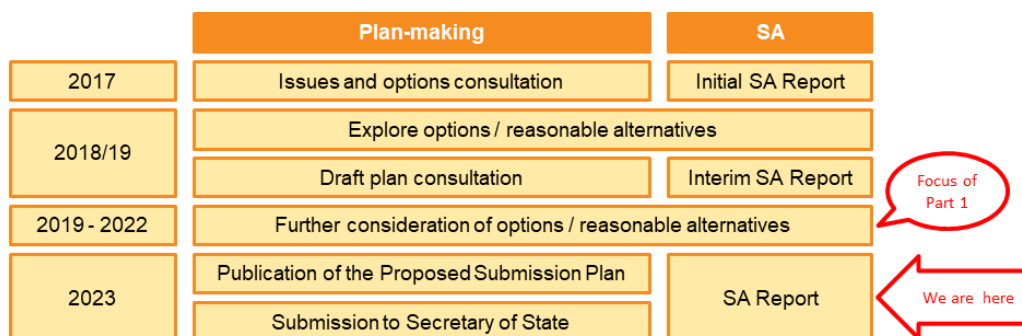 Plan-making SA
2017 Issues and options consultation Initial SA Report
2018/19 Explore options / reasonable alternatives
Draft plan consultation Interim SA Report
Focus of
Part 1
2019 - 2022 Further consideration of options / reasonable alternatives
2023 Publication of the Proposed Submission Plan SA Report
We are here
Submission to Secretary of State